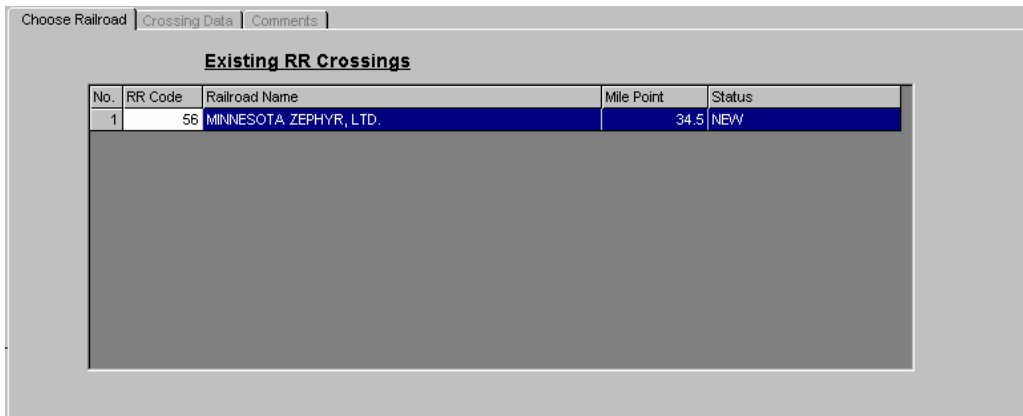 Choose Railroad Crossing Data Comments
Existing RR Crossings
No. RR Code Railroad Name Mile Point Status
1 56 MINNESOTA ZEPHYR, LTD. 34.5 NEW